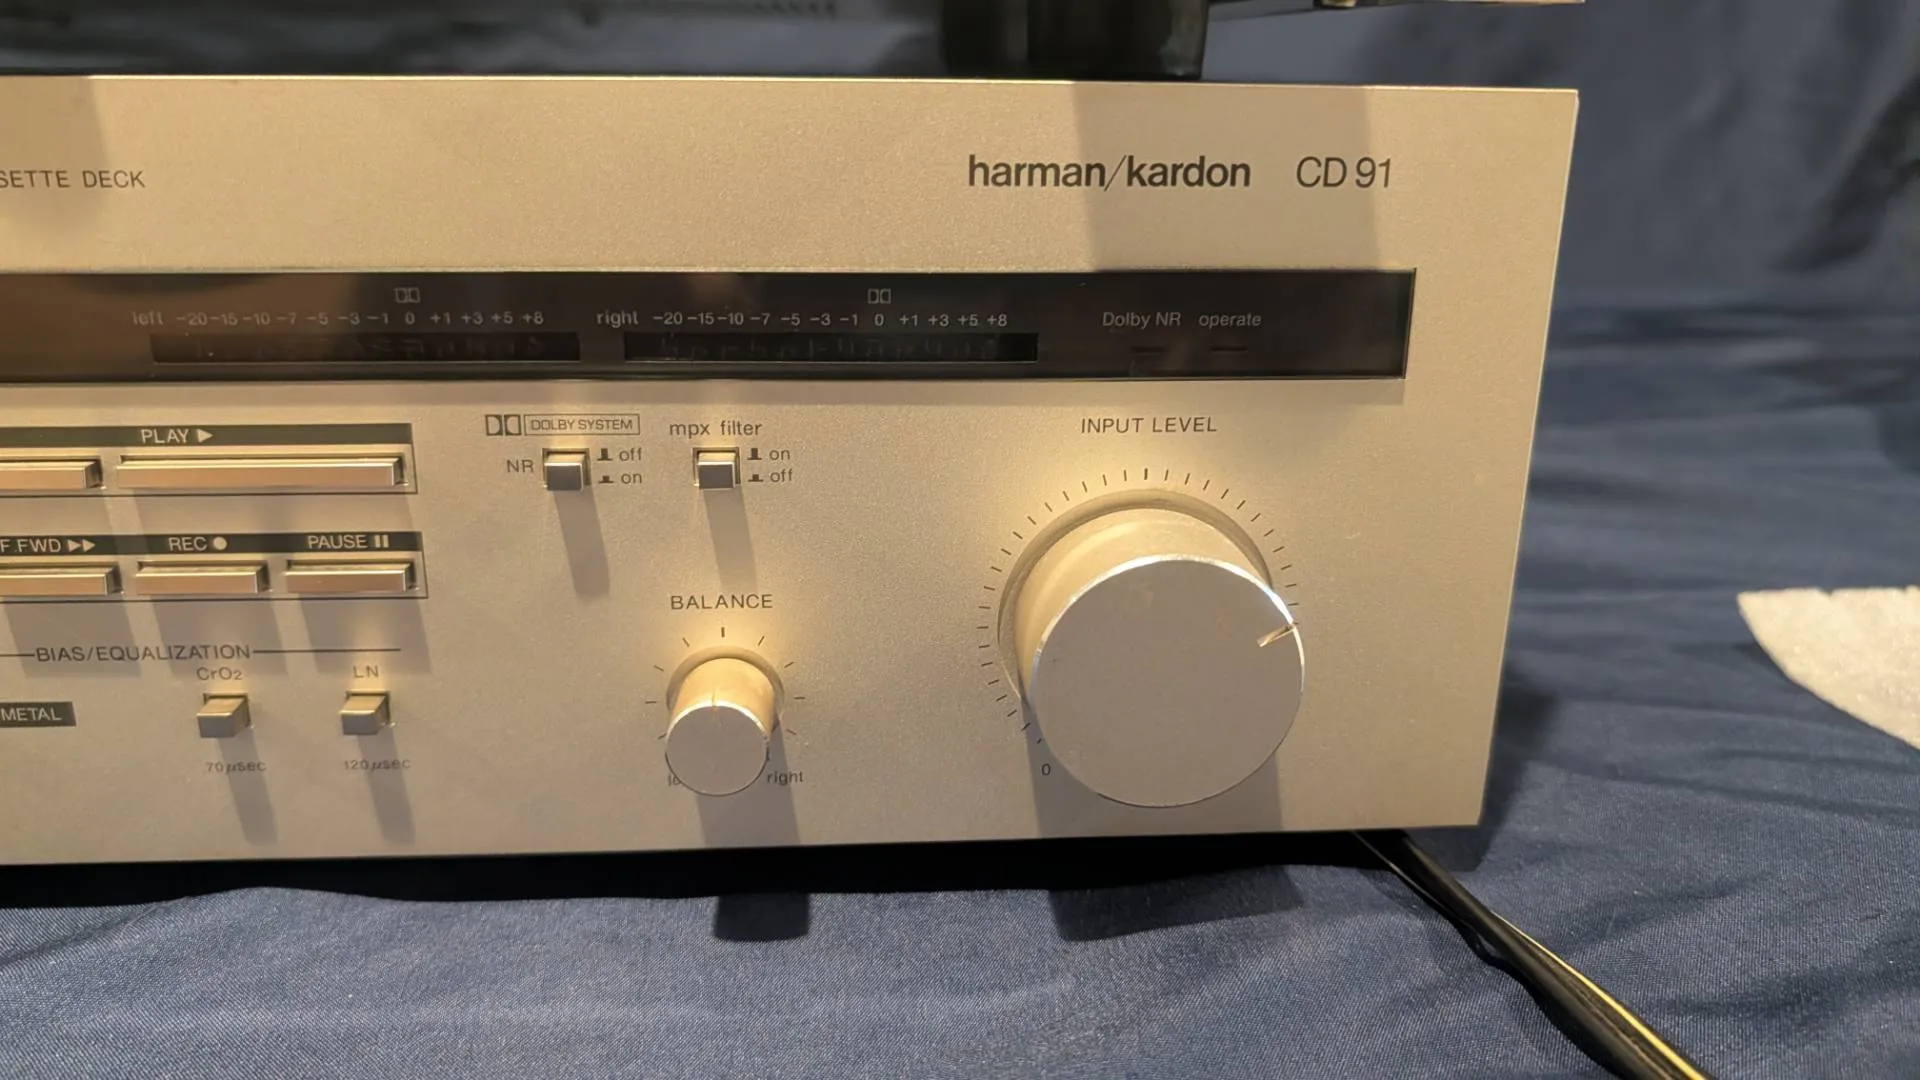 SETTE DECK
harman/kardon CD 91
left -20 -15 -10 -7 -5 -3 -1 0 +1 +3 +5 +8
right -20 -15 -10 -7 -5 -3 -1 0 +1 +3 +5 +8
Dolby NR operate
PLAY ▶
DOLBY SYSTEM
NR
off
on
mpx filter
on
off
INPUT LEVEL
0
F.FWD ▶▶
REC ●
PAUSE ⏸
BALANCE
right
BIAS/EQUALIZATION
METAL
CrO2
LN
70 µsec
120 µsec